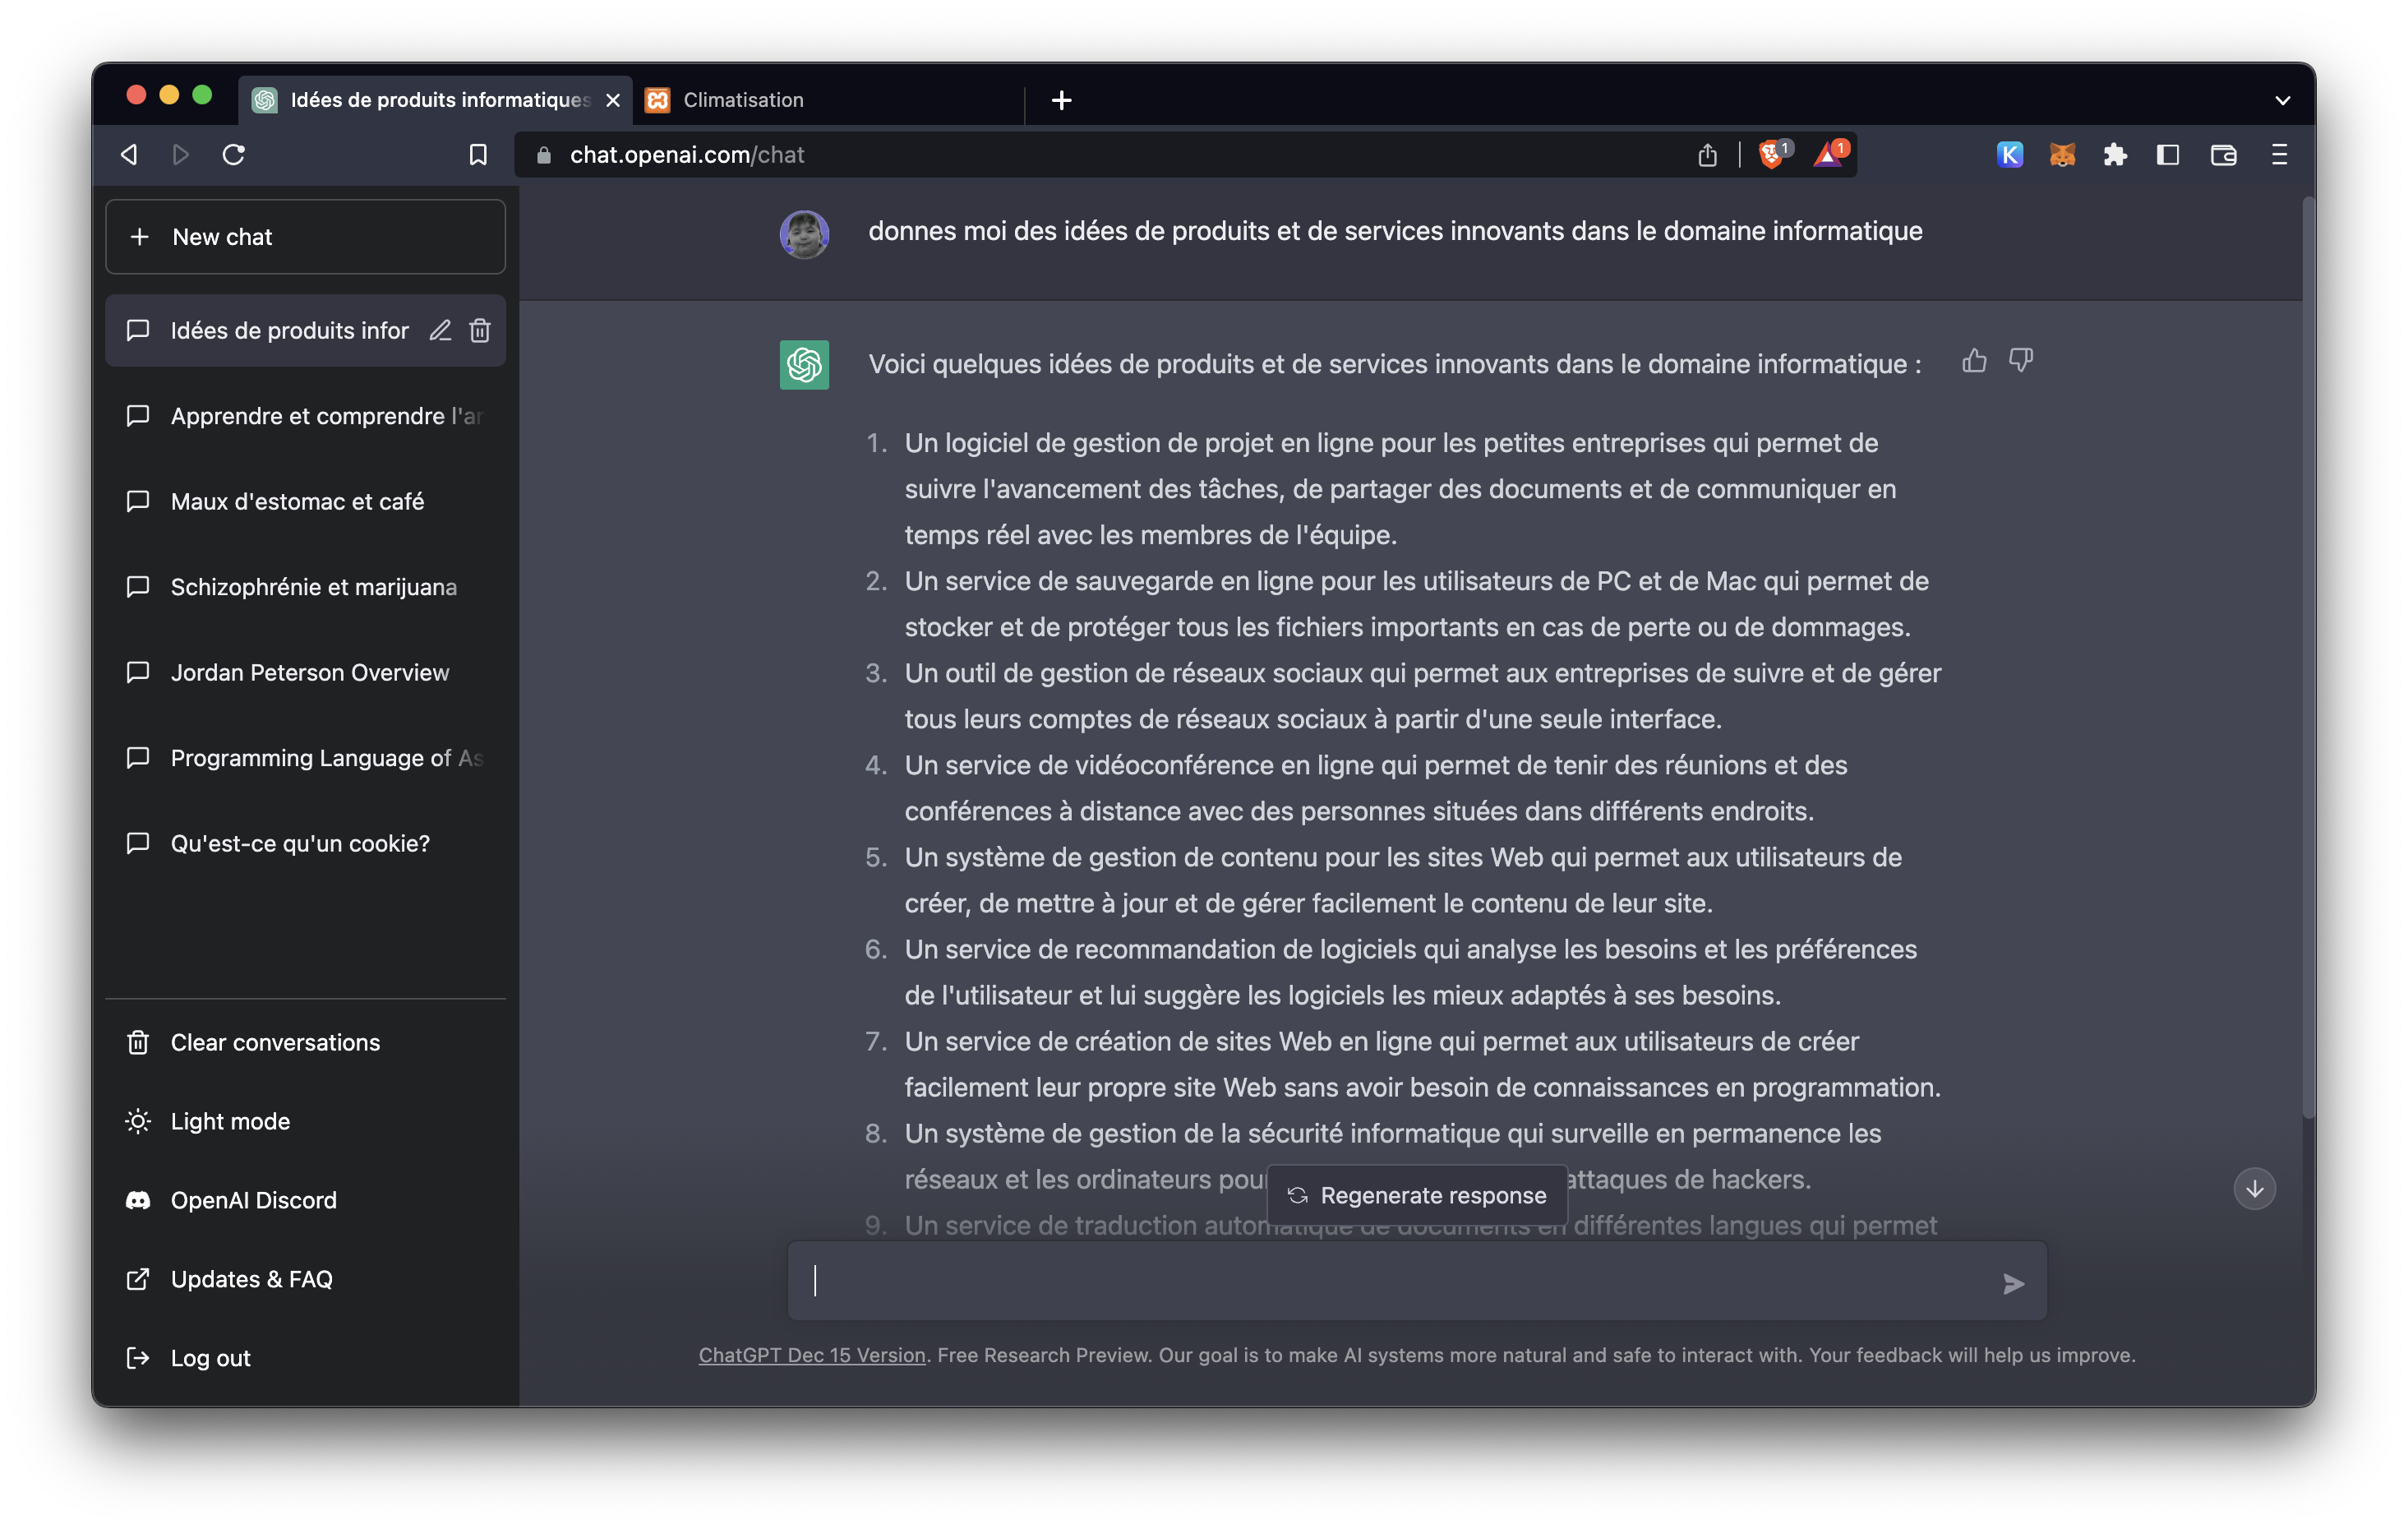 Idées de produits informatiques
Climatisation
chat.openai.com/chat
1
1
K
New chat
Idées de produits infor
Apprendre et comprendre l'ar
Maux d'estomac et café
Schizophrénie et marijuana
Jordan Peterson Overview
Programming Language of As
Qu'est-ce qu'un cookie?
Clear conversations
Light mode
OpenAI Discord
Updates & FAQ
Log out
donnes moi des idées de produits et de services innovants dans le domaine informatique
Voici quelques idées de produits et de services innovants dans le domaine informatique :
1. Un logiciel de gestion de projet en ligne pour les petites entreprises qui permet de
suivre l'avancement des tâches, de partager des documents et de communiquer en
temps réel avec les membres de l'équipe.
2. Un service de sauvegarde en ligne pour les utilisateurs de PC et de Mac qui permet de
stocker et de protéger tous les fichiers importants en cas de perte ou de dommages.
3. Un outil de gestion de réseaux sociaux qui permet aux entreprises de suivre et de gérer
tous leurs comptes de réseaux sociaux à partir d'une seule interface.
4. Un service de vidéoconférence en ligne qui permet de tenir des réunions et des
conférences à distance avec des personnes situées dans différents endroits.
5. Un système de gestion de contenu pour les sites Web qui permet aux utilisateurs de
créer, de mettre à jour et de gérer facilement le contenu de leur site.
6. Un service de recommandation de logiciels qui analyse les besoins et les préférences
de l'utilisateur et lui suggère les logiciels les mieux adaptés à ses besoins.
7. Un service de création de sites Web en ligne qui permet aux utilisateurs de créer
facilement leur propre site Web sans avoir besoin de connaissances en programmation.
8. Un système de gestion de la sécurité informatique qui surveille en permanence les
réseaux et les ordinateurs pour attaques de hackers.
Regenerate response
9. Un service de traduction automatique de documents en différentes langues qui permet
ChatGPT Dec 15 Version. Free Research Preview. Our goal is to make AI systems more natural and safe to interact with. Your feedback will help us improve.